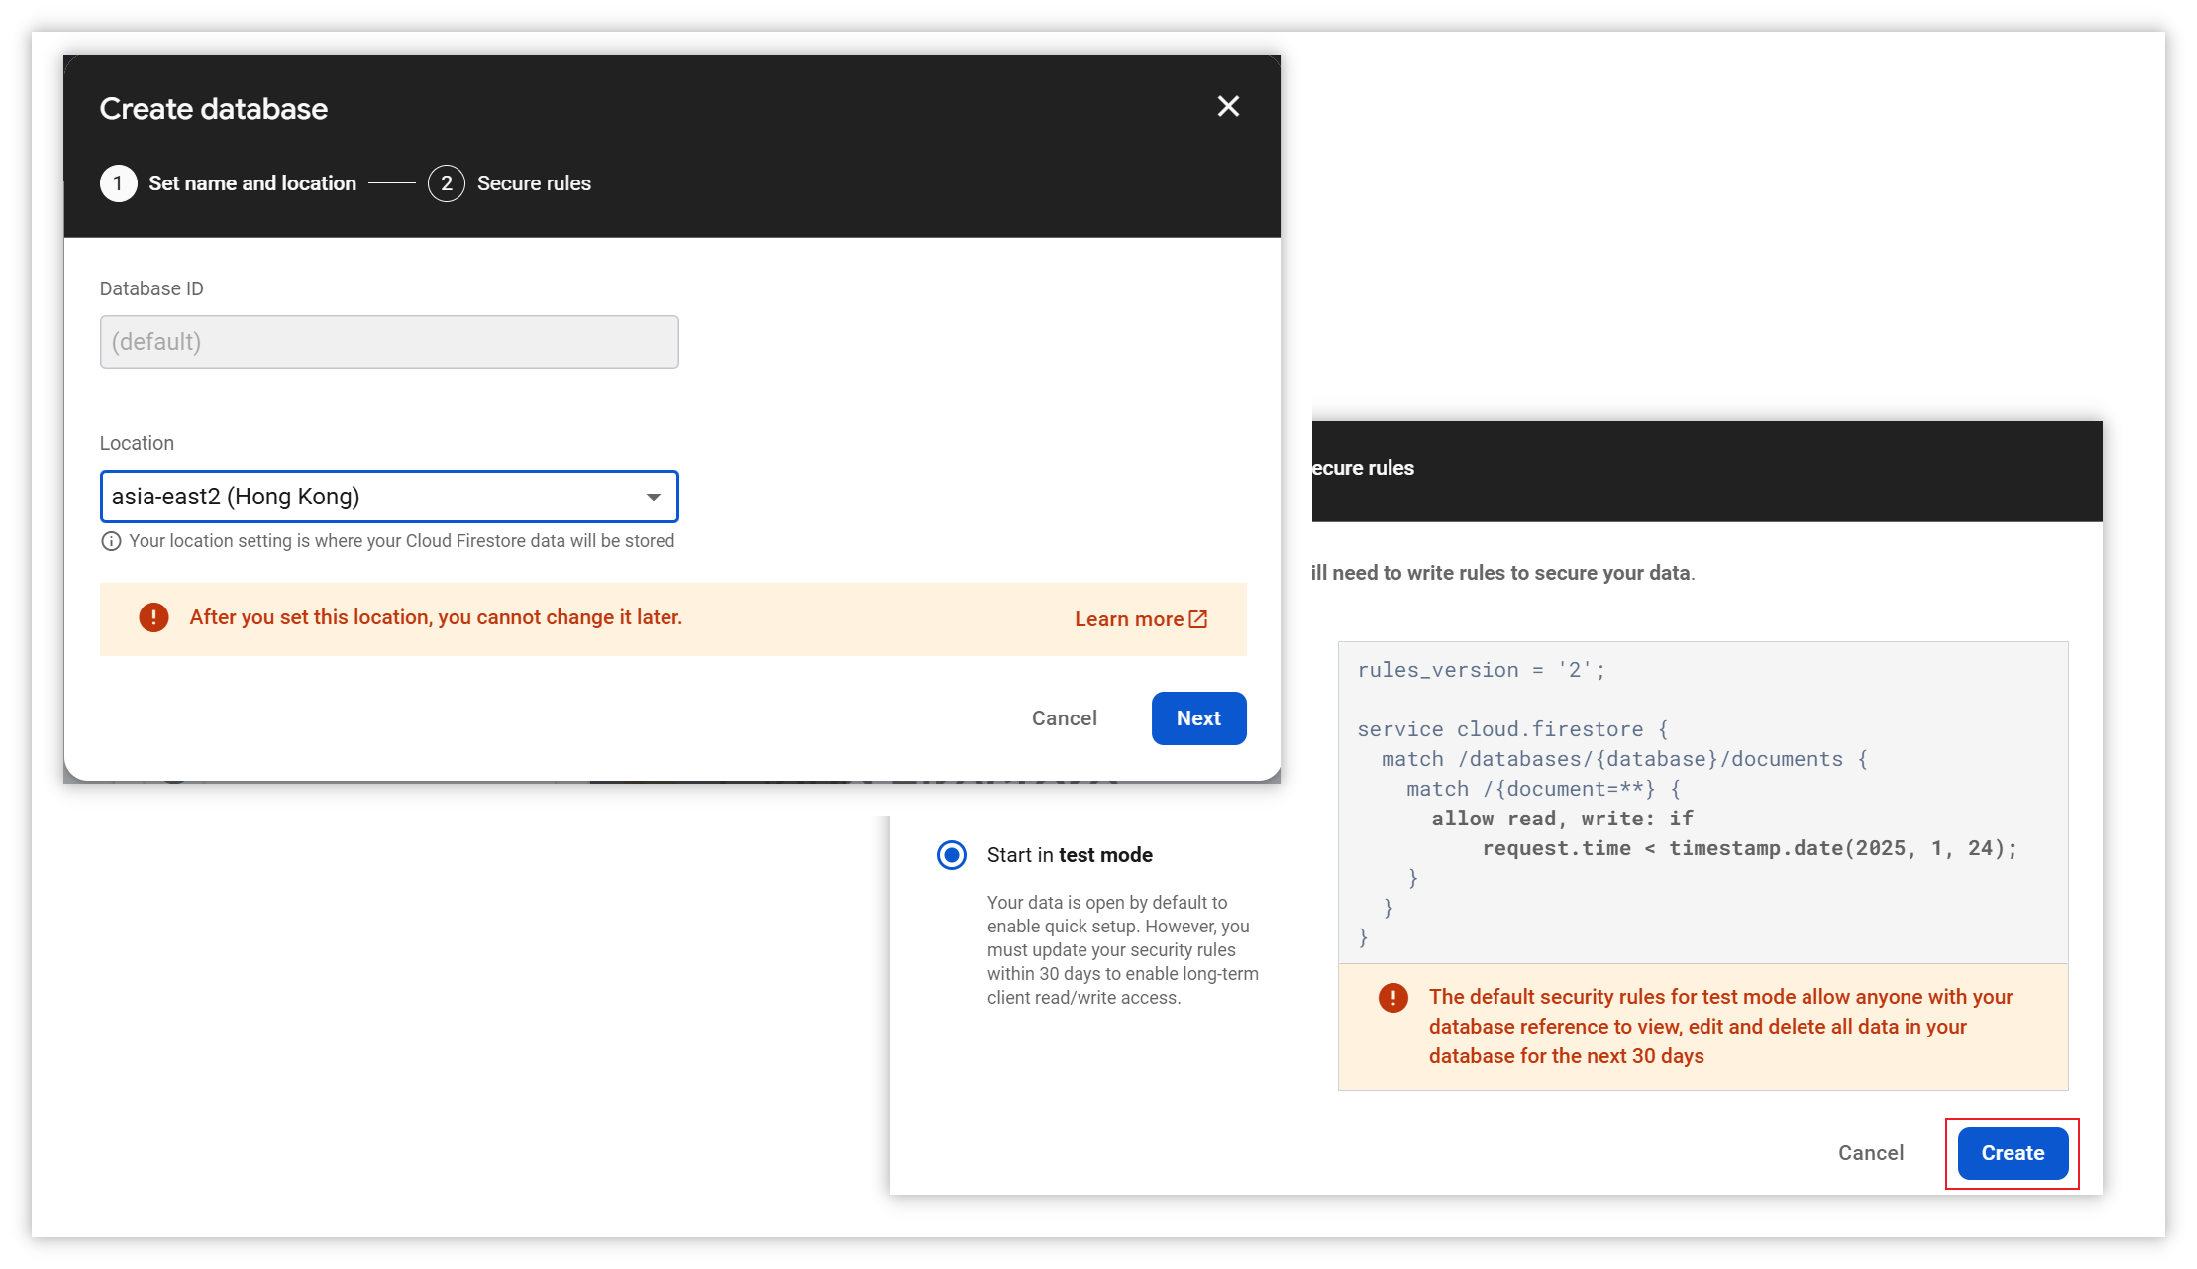 Create database
1 Set name and location 2 Secure rules
Database ID
(default)
Location
asia-east2 (Hong Kong)
Your location setting is where your Cloud Firestore data will be stored
After you set this location, you cannot change it later. Learn more
Cancel Next
ecure rules
ill need to write rules to secure your data.
Start in test mode
Your data is open by default to
enable quick setup. However, you
must update your security rules
within 30 days to enable long-term
client read/write access.
rules_version = '2';
service cloud.firestore {
  match /databases/{database}/documents {
    match /{document=**} {
      allow read, write: if
          request.time < timestamp.date(2025, 1, 24);
    }
  }
}
The default security rules for test mode allow anyone with your
database reference to view, edit and delete all data in your
database for the next 30 days
Cancel Create